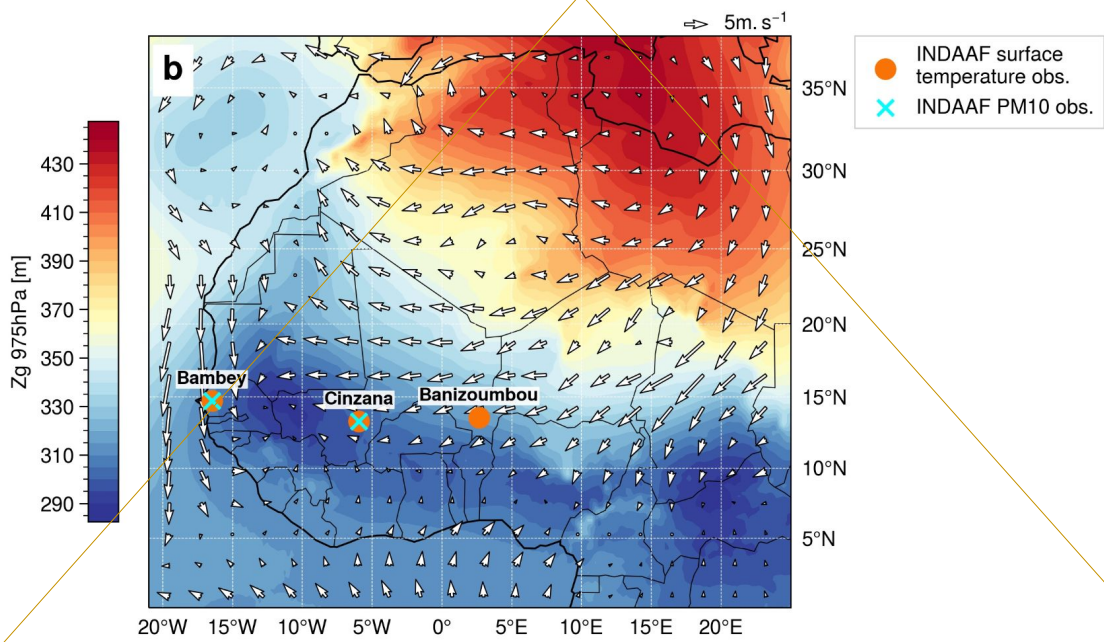 5m. s⁻¹
b
INDAAF surface
temperature obs.
INDAAF PM10 obs.
Zg 975hPa [m]
430
410
390
370
350
330
310
290
35°N
30°N
25°N
20°N
15°N
10°N
5°N
Bambey
Cinzana
Banizoumbou
20°W
15°W
10°W
5°W
0°
5°E
10°E
15°E
20°E